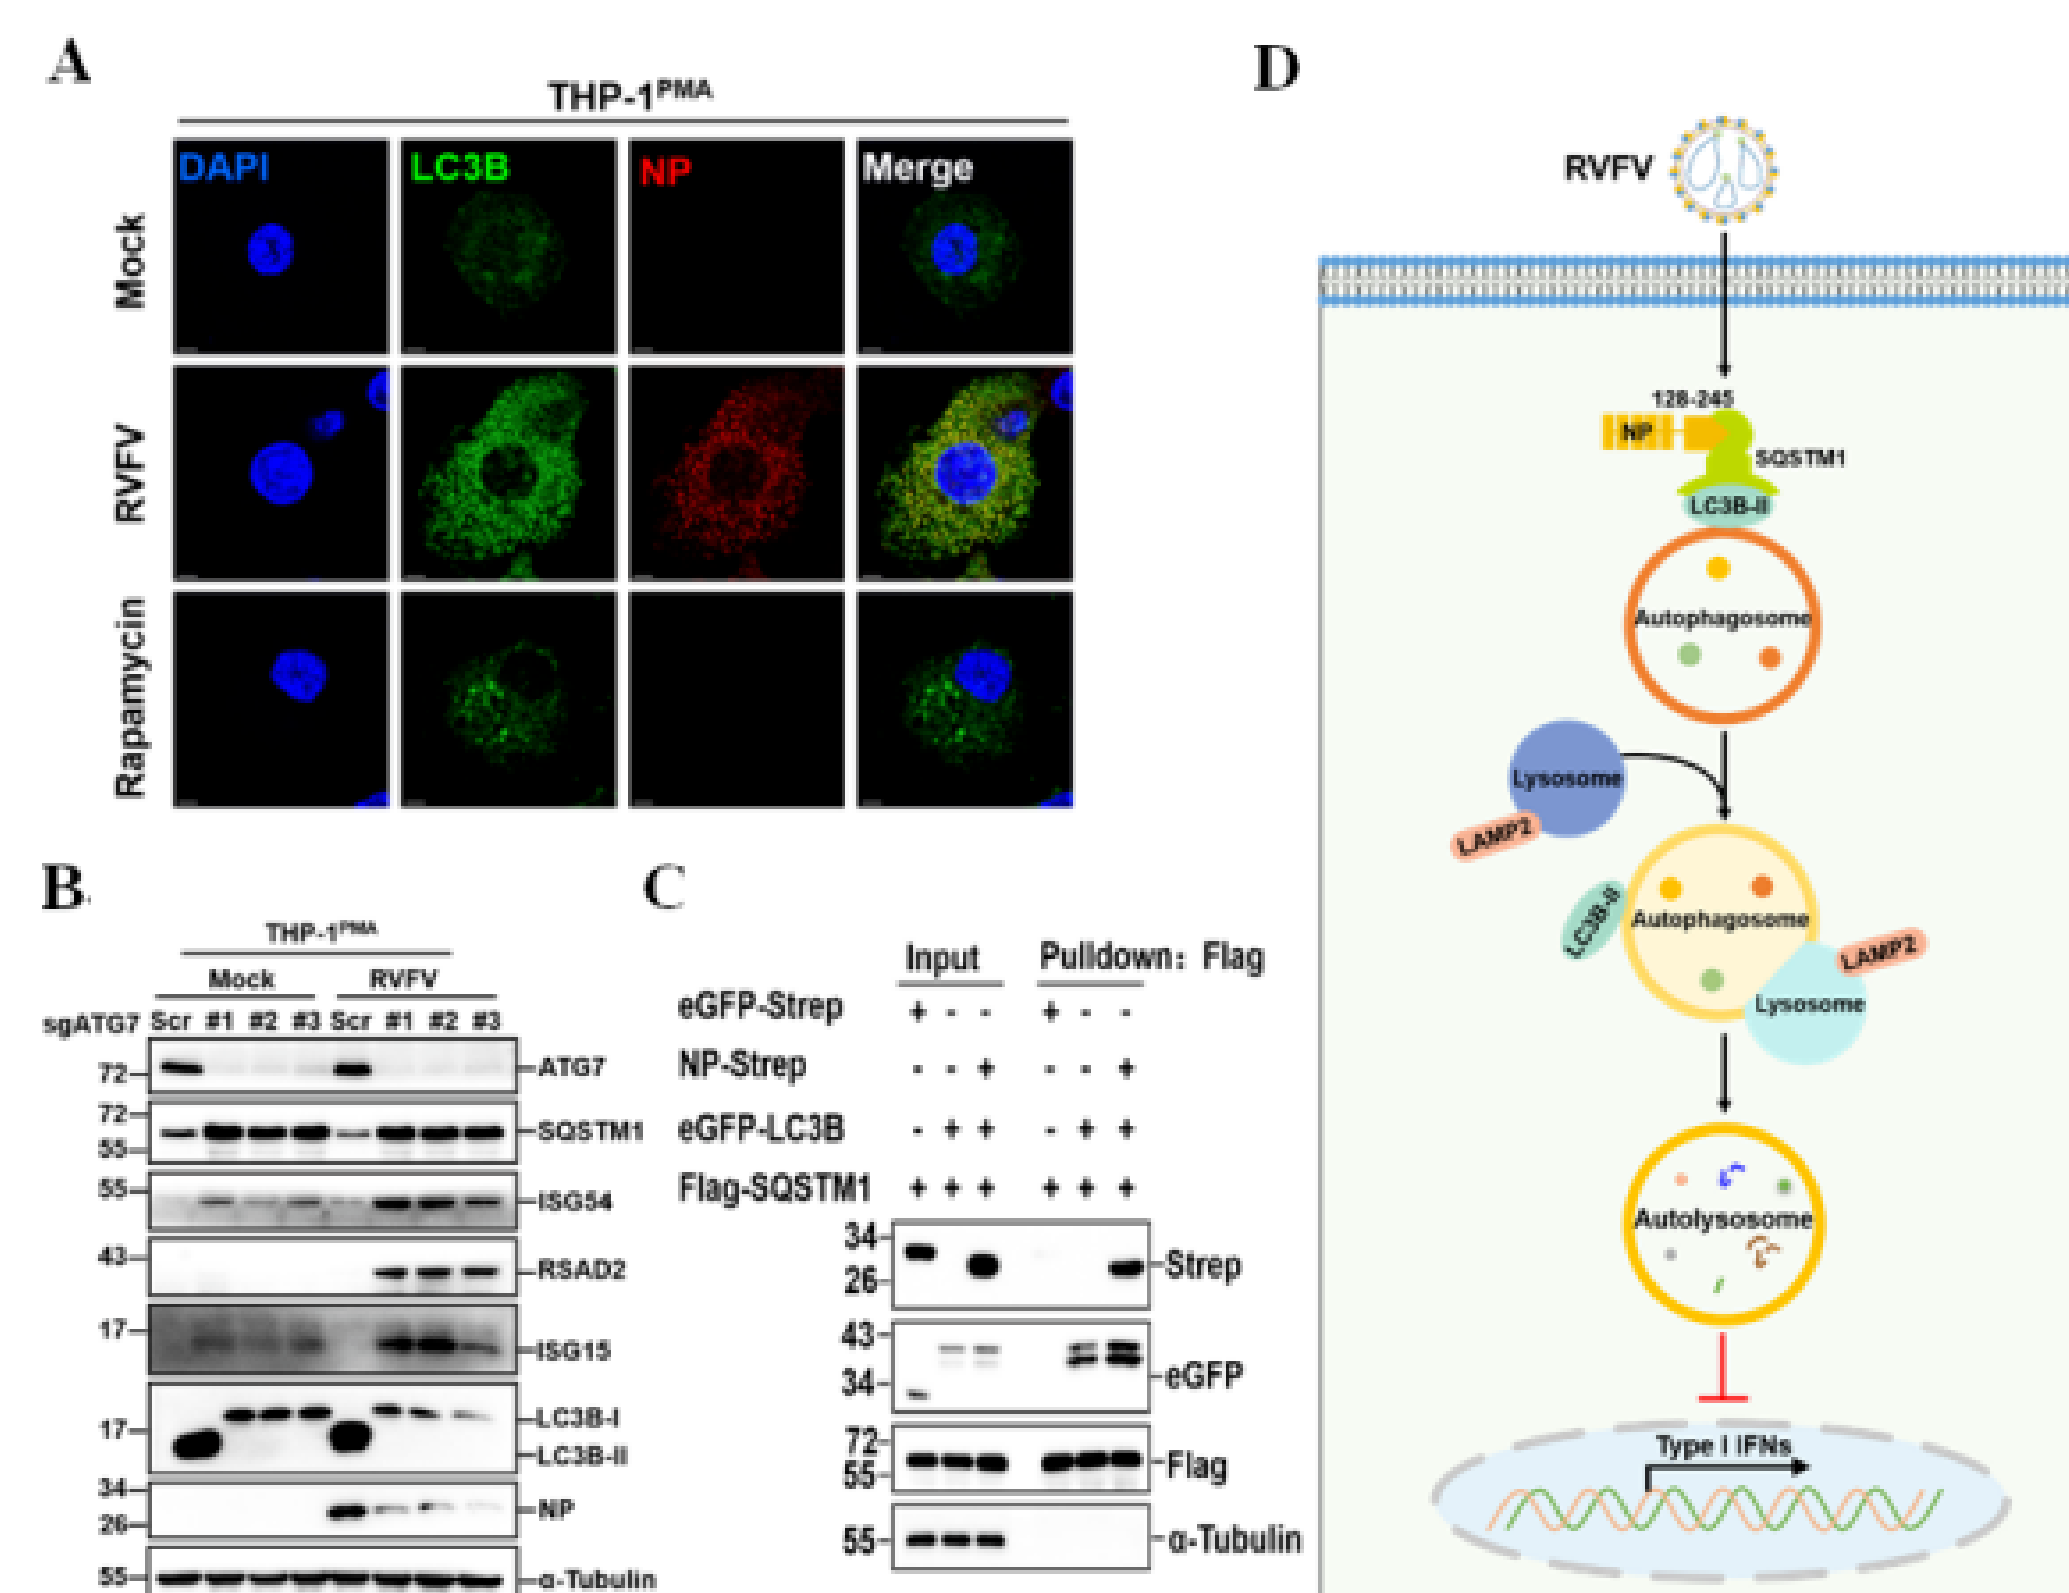 A
THP-1PMA
DAPI LC3B NP Merge
Mock
RVFV
Rapamycin
B
THP-1PMA
Mock RVFV
sgATG7 Scr #1 #2 #3 Scr #1 #2 #3
72 ATG7
72
55 SQSTM1
55 ISG54
43 RSAD2
17 ISG15
LC3B-I
17 LC3B-II
34
26 NP
55 α-Tubulin
C
Input Pulldown: Flag
eGFP-Strep + - - + - -
NP-Strep - - + - - +
eGFP-LC3B - + + - + +
Flag-SQSTM1 + + + + + +
34
26 Strep
43
34 eGFP
72
55 Flag
55 α-Tubulin
D
RVFV
128-245
NP
SQSTM1
LC3B-II
Autophagosome
Lysosome
LAMP2
LC3B-II
Autophagosome
LAMP2
Lysosome
Autolysosome
Type I IFNs